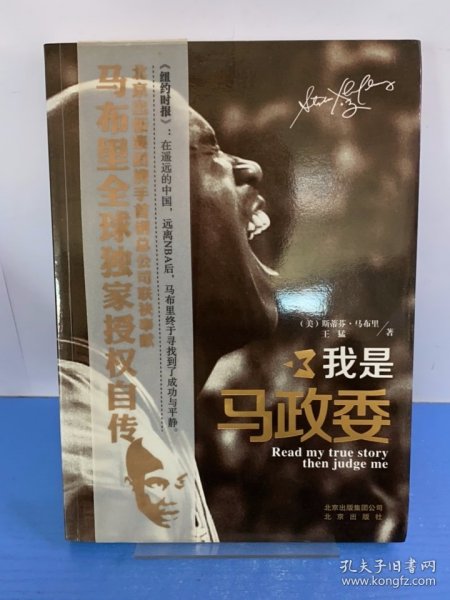 《纽约时报》：在遥远的中国，远离NBA后，马布里终于寻找到了成功与平静。
马布里全球独家授权自传
（美）斯蒂芬·马布里
王猛
著
我是
马政委
Read my true story
then judge me
北京出版集团公司
北京出版社
孔夫子旧书网
www.kongfz.com